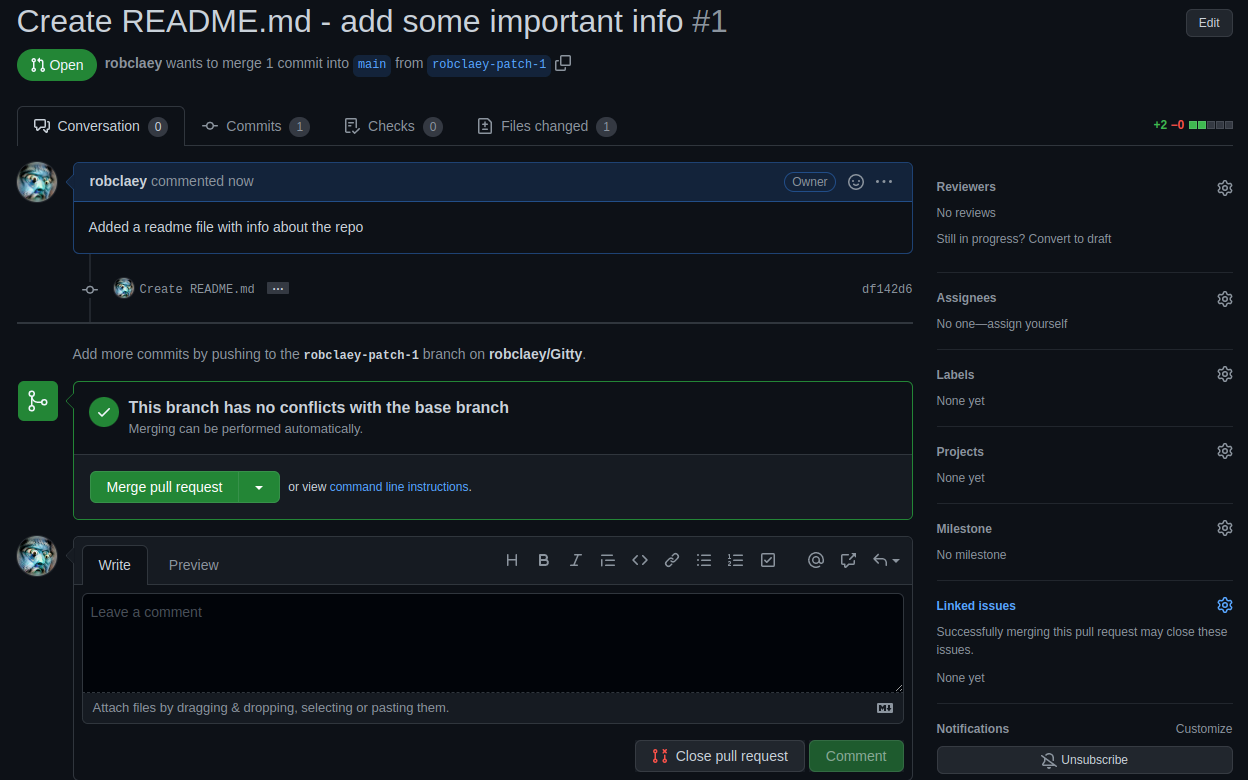 Create README.md - add some important info #1
Edit
Open
robclaey wants to merge 1 commit into main from robclaey-patch-1
Conversation 0
Commits 1
Checks 0
Files changed 1
+2 −0
robclaey commented now
Owner
Added a readme file with info about the repo
Create README.md ...
df142d6
Add more commits by pushing to the robclaey-patch-1 branch on robclaey/Gitty.
This branch has no conflicts with the base branch
Merging can be performed automatically.
Merge pull request
or view command line instructions.
Write
Preview
Leave a comment
Attach files by dragging & dropping, selecting or pasting them.
Close pull request
Comment
Reviewers
No reviews
Still in progress? Convert to draft
Assignees
No one—assign yourself
Labels
None yet
Projects
None yet
Milestone
No milestone
Linked issues
Successfully merging this pull request may close these
issues.
None yet
Notifications
Customize
Unsubscribe